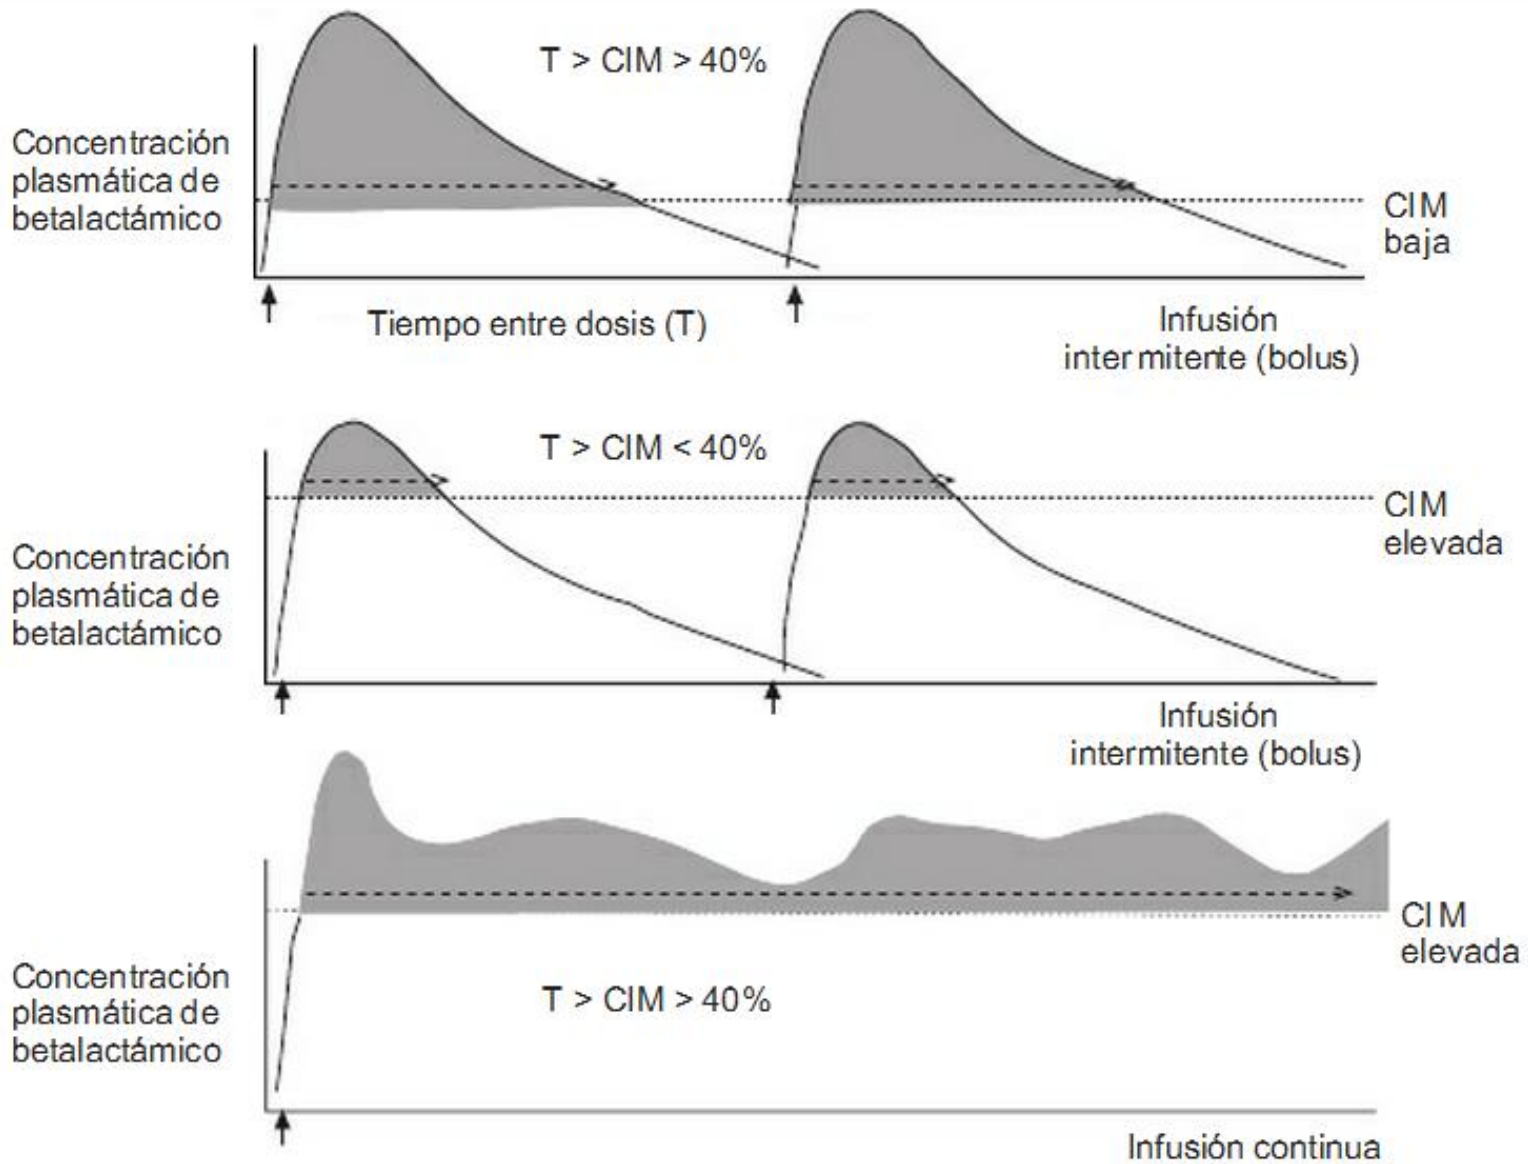 T > CIM > 40%
Concentración
plasmática de
betalactámico
CIM
baja
Tiempo entre dosis (T)
Infusión
intermitente (bolus)
T > CIM < 40%
CIM
elevada
Concentración
plasmática de
betalactámico
Infusión
intermitente (bolus)
CIM
elevada
Concentración
plasmática de
betalactámico
T > CIM > 40%
Infusión continua